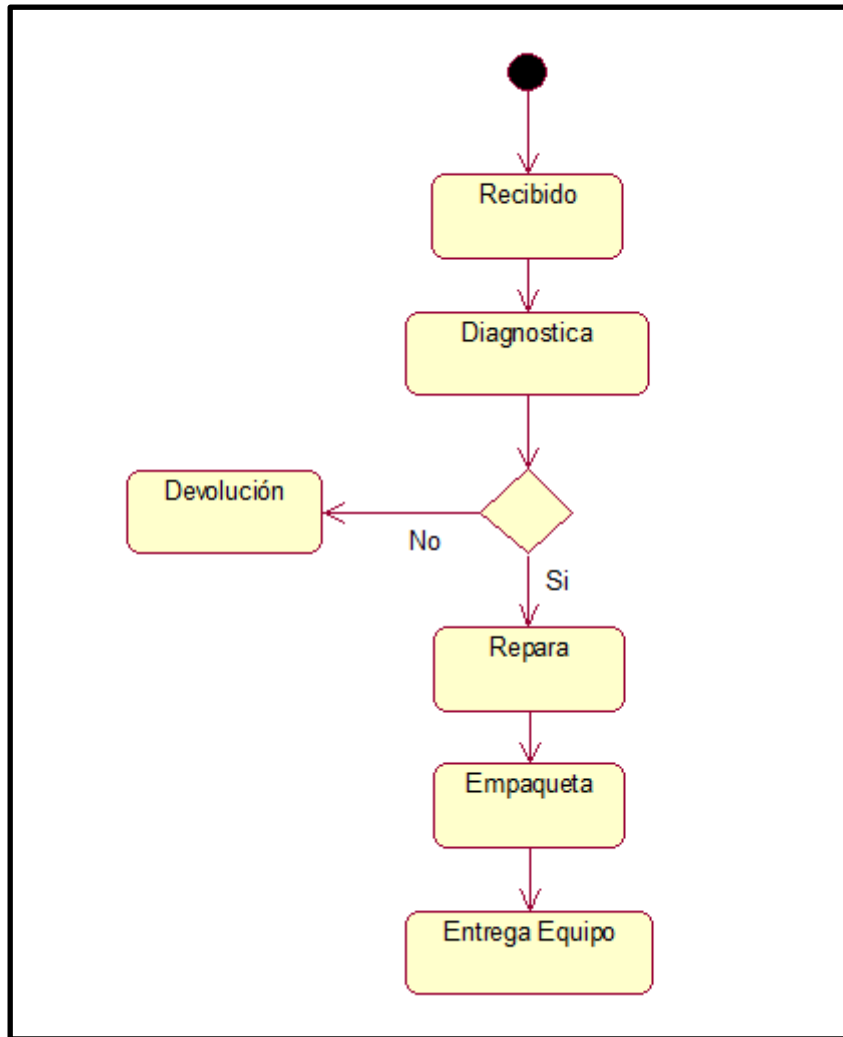 Recibido
Diagnostica
Devolución
No
Si
Repara
Empaqueta
Entrega Equipo